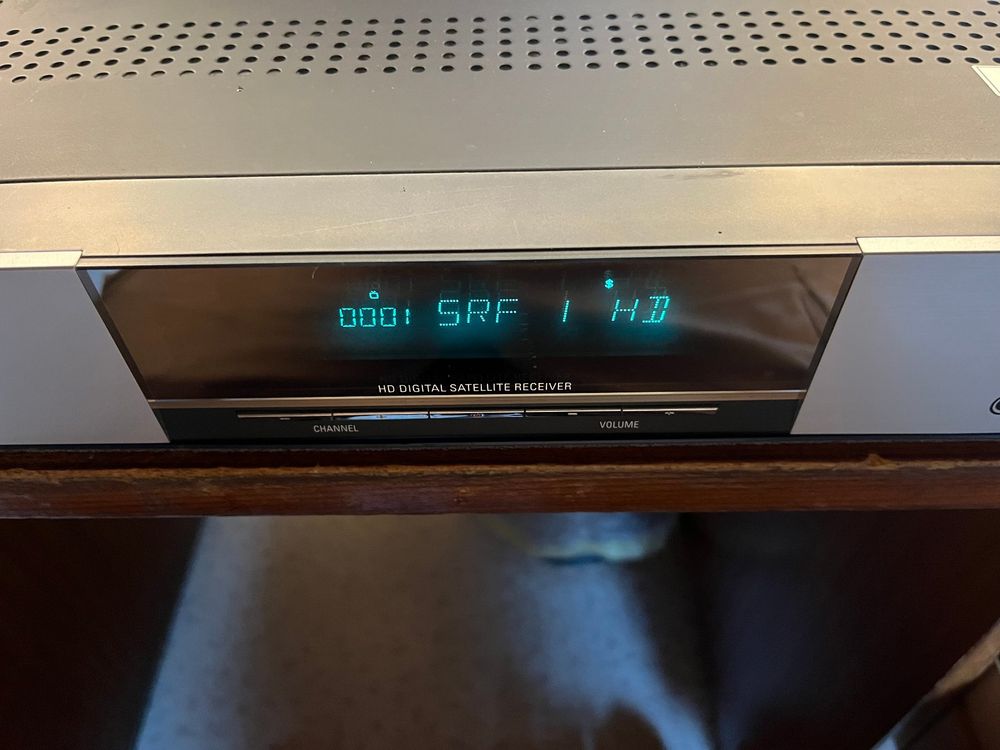 0001 SRF 1 HD
$
HD DIGITAL SATELLITE RECEIVER
CHANNEL VOLUME